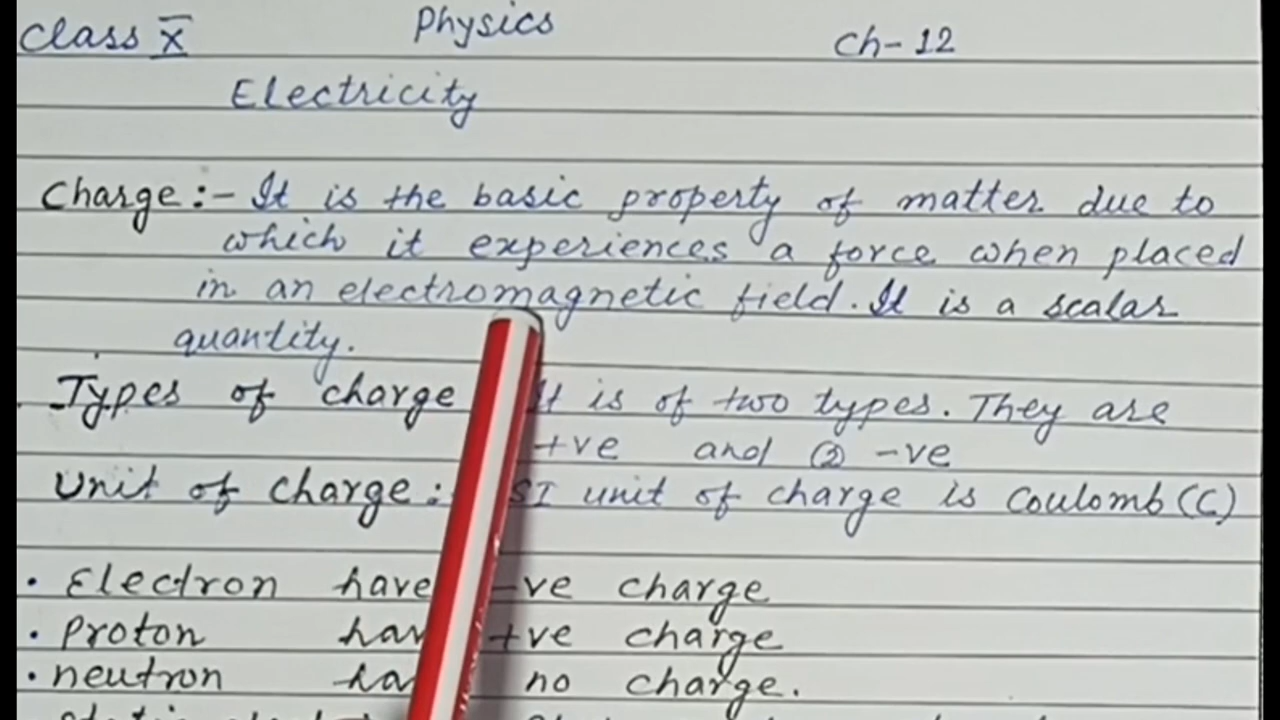 Class X Physics Ch-12
Electricity
Charge:- It is the basic property of matter due to
which it experiences a force when placed
in an electromagnetic field. It is a scalar
quantity.
Types of charge It is of two types. They are
+ve and ② -ve
Unit of charge: SI unit of charge is Coulomb (C)
• Electron have -ve charge
• Proton +ve charge
• neutron no charge.